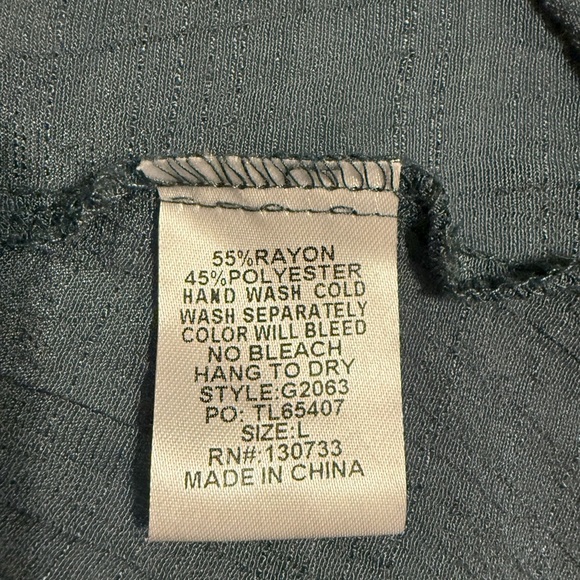 55%RAYON
45%POLYESTER
HAND WASH COLD
WASH SEPARATELY
COLOR WILL BLEED
NO BLEACH
HANG TO DRY
STYLE:G2063
PO: TL65407
SIZE:L
RN#:130733
MADE IN CHINA